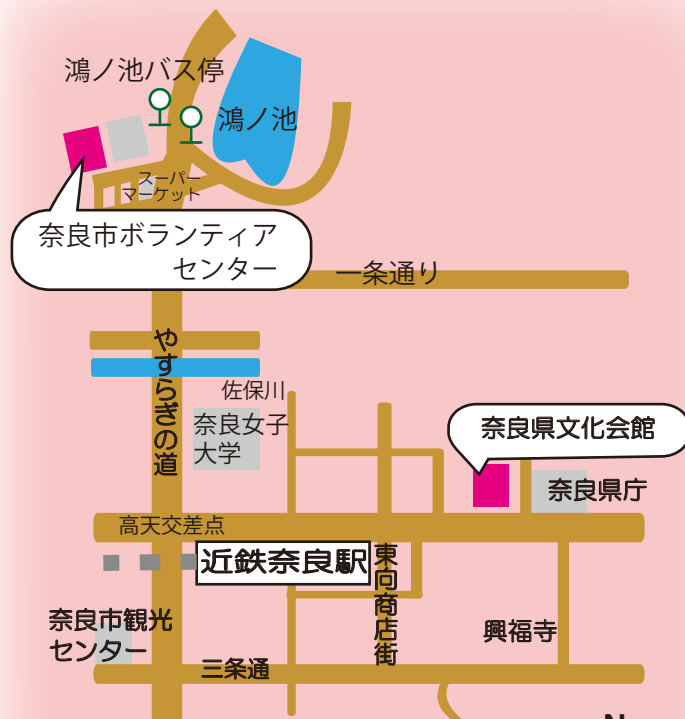 鴻ノ池バス停
鴻ノ池
スーパー
マーケット
奈良市ボランティア
センター
一条通り
やすらぎの道
佐保川
奈良女子
大学
奈良県文化会館
奈良県庁
高天交差点
近鉄奈良駅
東向商店街
奈良市観光
センター
興福寺
三条通
N